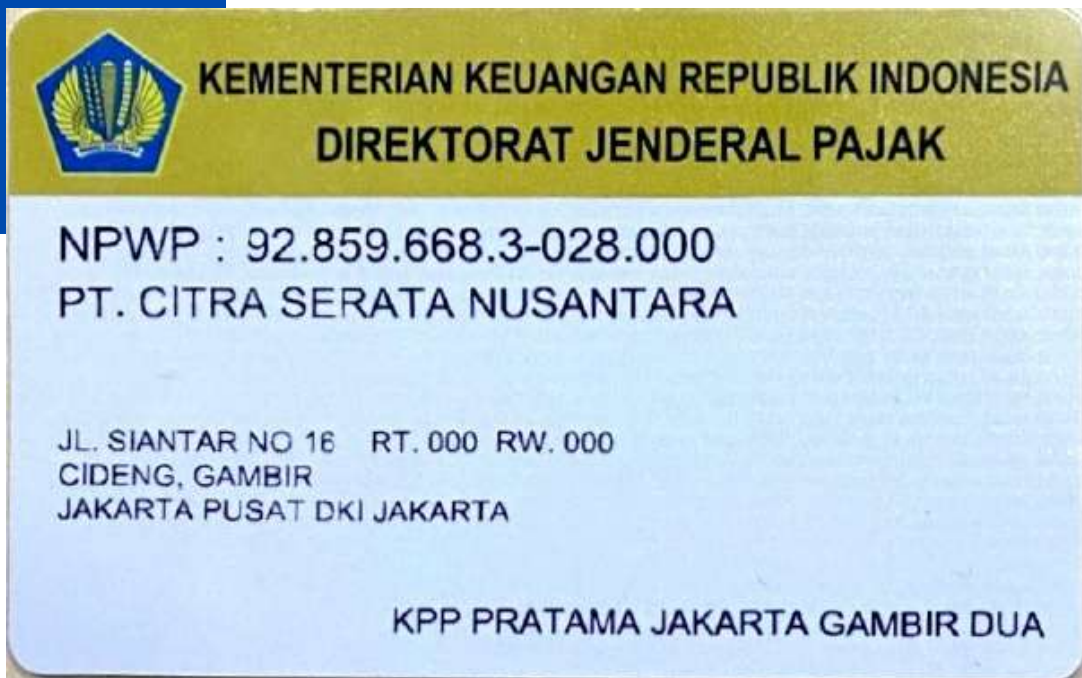 KEMENTERIAN KEUANGAN REPUBLIK INDONESIA
DIREKTORAT JENDERAL PAJAK
NPWP : 92.859.668.3-028.000
PT. CITRA SERATA NUSANTARA
JL. SIANTAR NO 16 RT. 000 RW. 000
CIDENG, GAMBIR
JAKARTA PUSAT DKI JAKARTA
KPP PRATAMA JAKARTA GAMBIR DUA